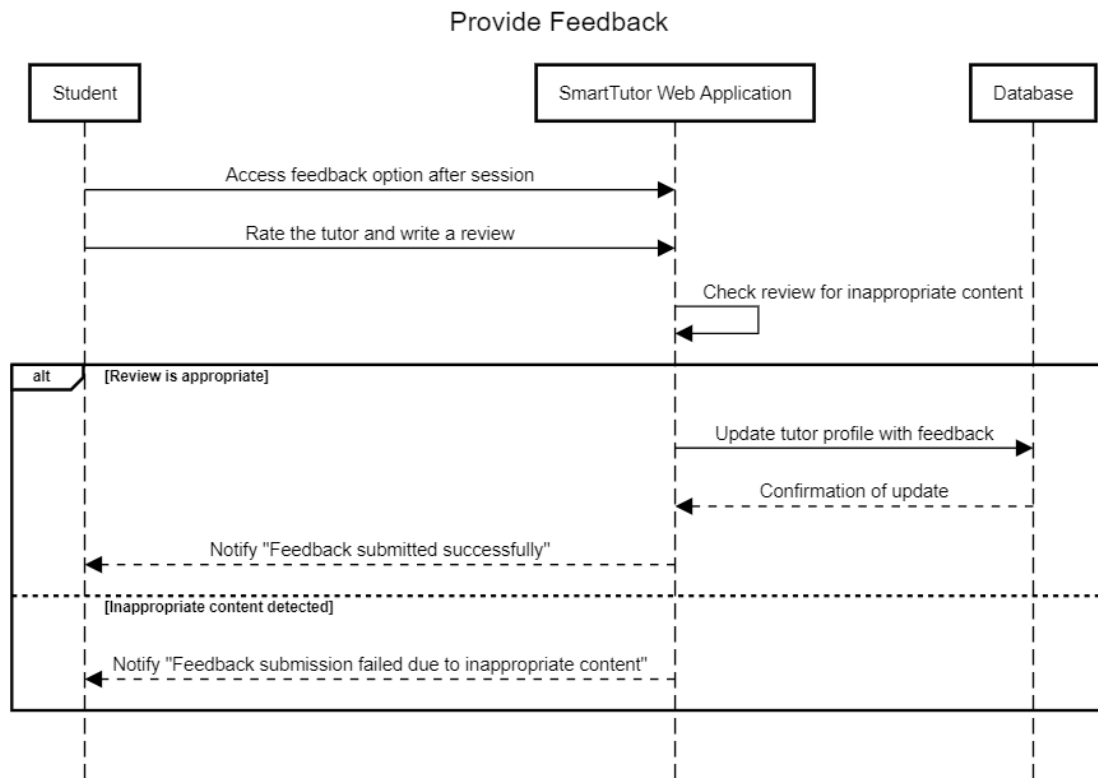 Provide Feedback
Student
SmartTutor Web Application
Database
Access feedback option after session
Rate the tutor and write a review
Check review for inappropriate content
alt
[Review is appropriate]
Update tutor profile with feedback
Confirmation of update
Notify "Feedback submitted successfully"
[Inappropriate content detected]
Notify "Feedback submission failed due to inappropriate content"